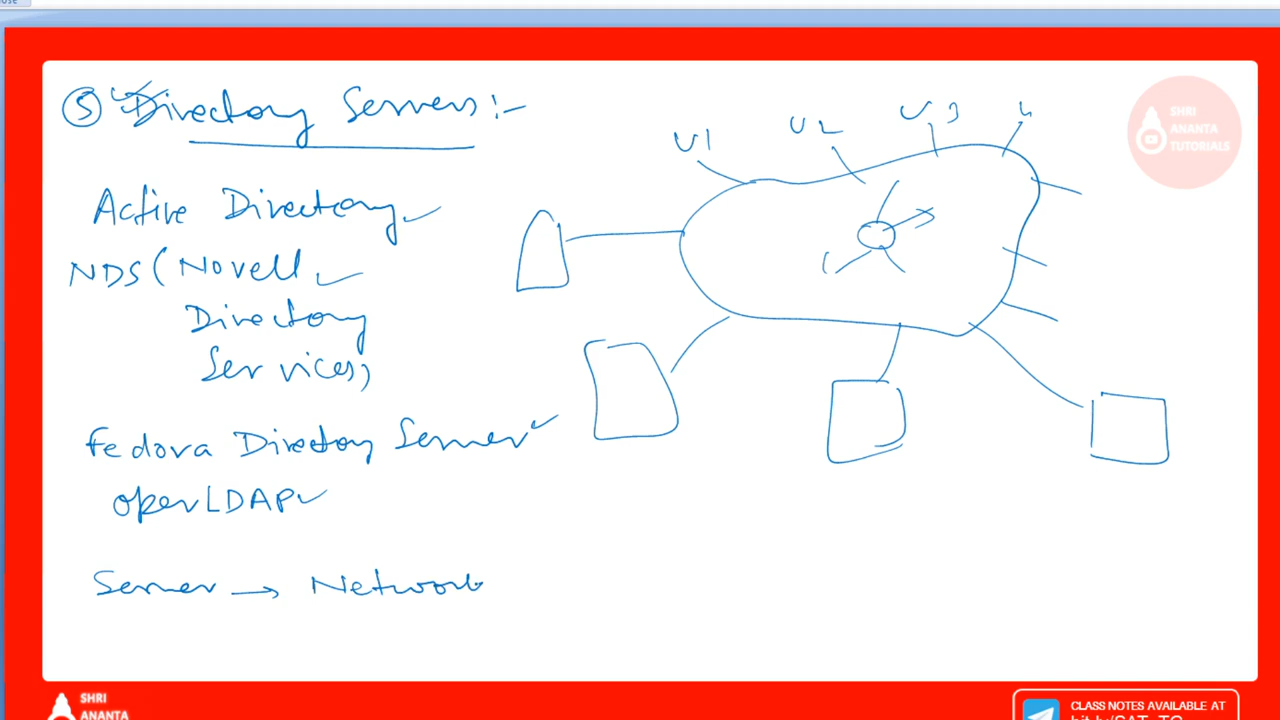 ⑤ Directory Servers:-
Active Directory ✓
NDS (Novell ✓
Directory
Services)
Fedora Directory Server ✓
openLDAP ✓
Server → Network
U1
U2
U3
4
SHRI
ANANTA
TUTORIALS
SHRI
ANANTA
CLASS NOTES AVAILABLE AT